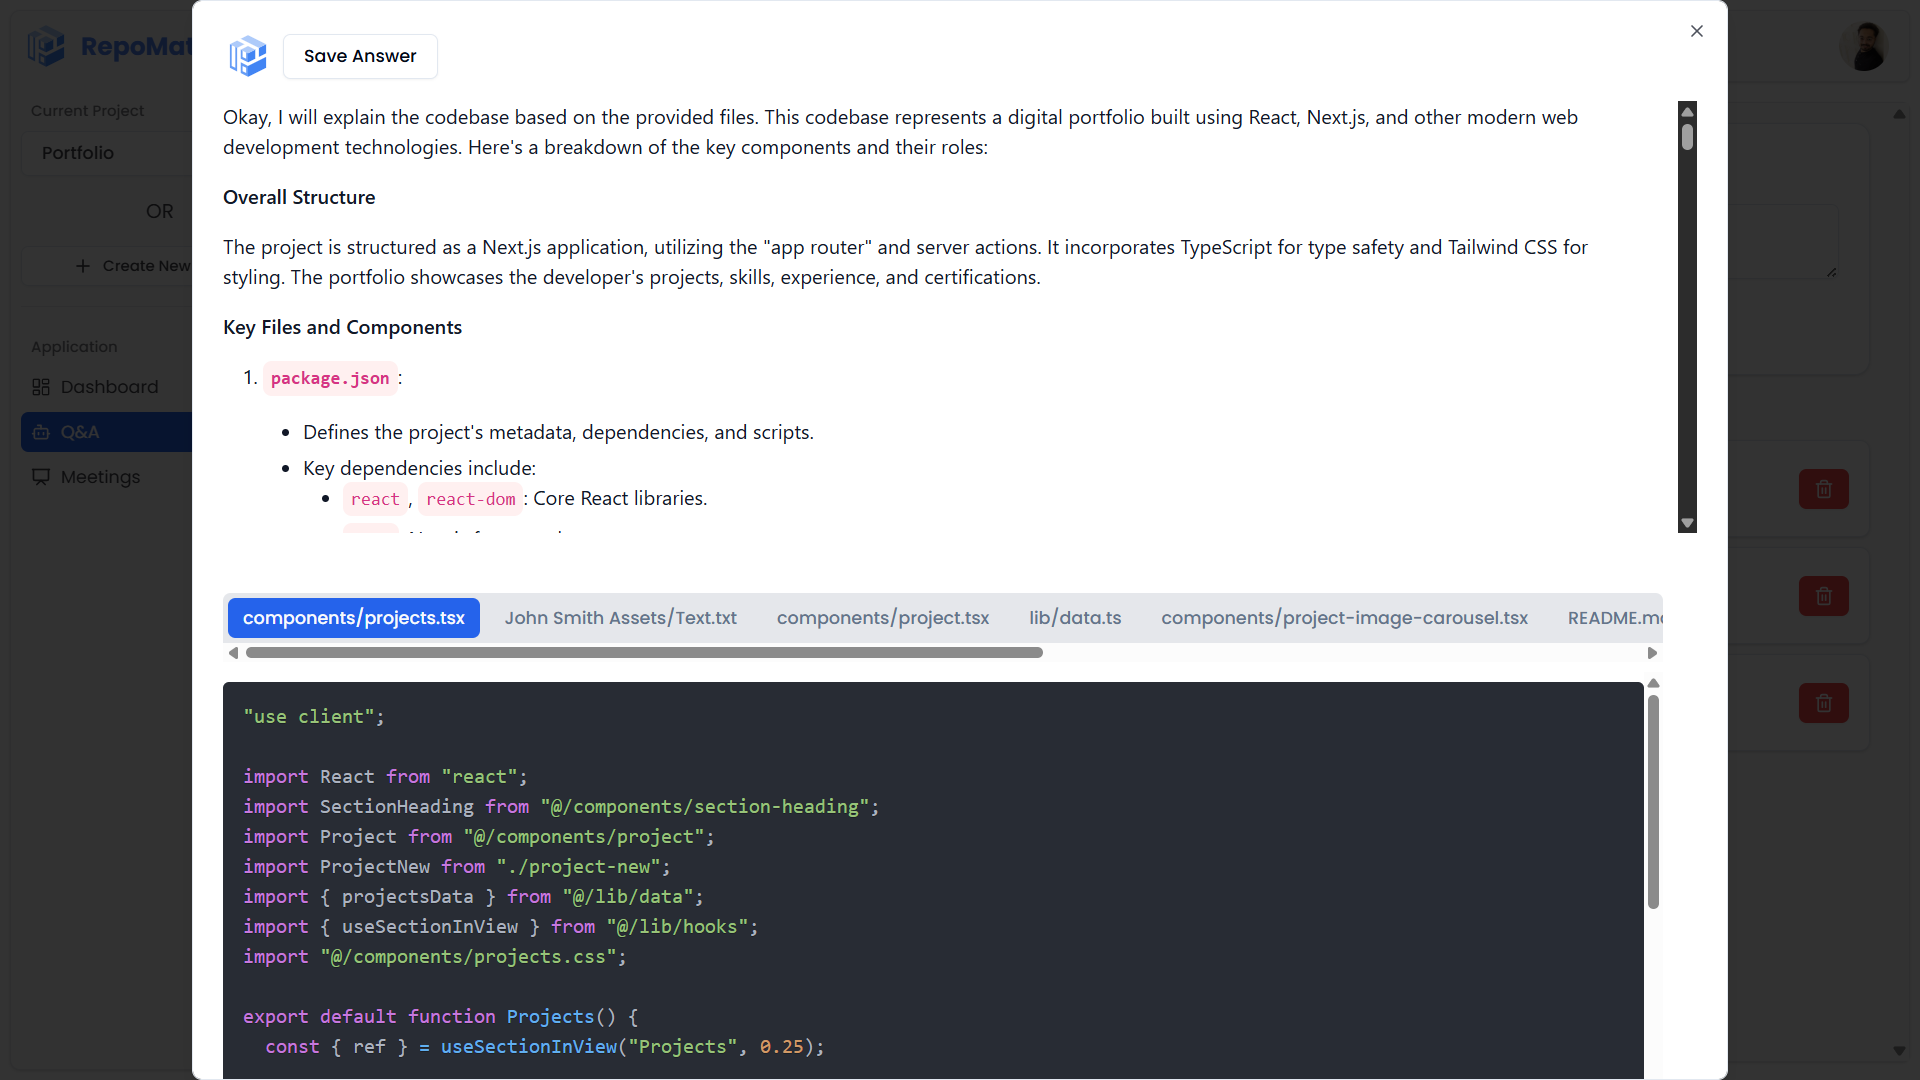 RepoMat
Save Answer
Current Project
Portfolio
OR
Create New
Application
Dashboard
Q&A
Meetings
Okay, I will explain the codebase based on the provided files. This codebase represents a digital portfolio built using React, Next.js, and other modern web
development technologies. Here's a breakdown of the key components and their roles:
Overall Structure
The project is structured as a Next.js application, utilizing the "app router" and server actions. It incorporates TypeScript for type safety and Tailwind CSS for
styling. The portfolio showcases the developer's projects, skills, experience, and certifications.
Key Files and Components
1. package.json :
• Defines the project's metadata, dependencies, and scripts.
• Key dependencies include:
• react , react-dom : Core React libraries.
components/projects.tsx John Smith Assets/Text.txt components/project.tsx lib/data.ts components/project-image-carousel.tsx README.m
"use client";
import React from "react";
import SectionHeading from "@/components/section-heading";
import Project from "@/components/project";
import ProjectNew from "./project-new";
import { projectsData } from "@/lib/data";
import { useSectionInView } from "@/lib/hooks";
import "@/components/projects.css";
export default function Projects() {
  const { ref } = useSectionInView("Projects", 0.25);